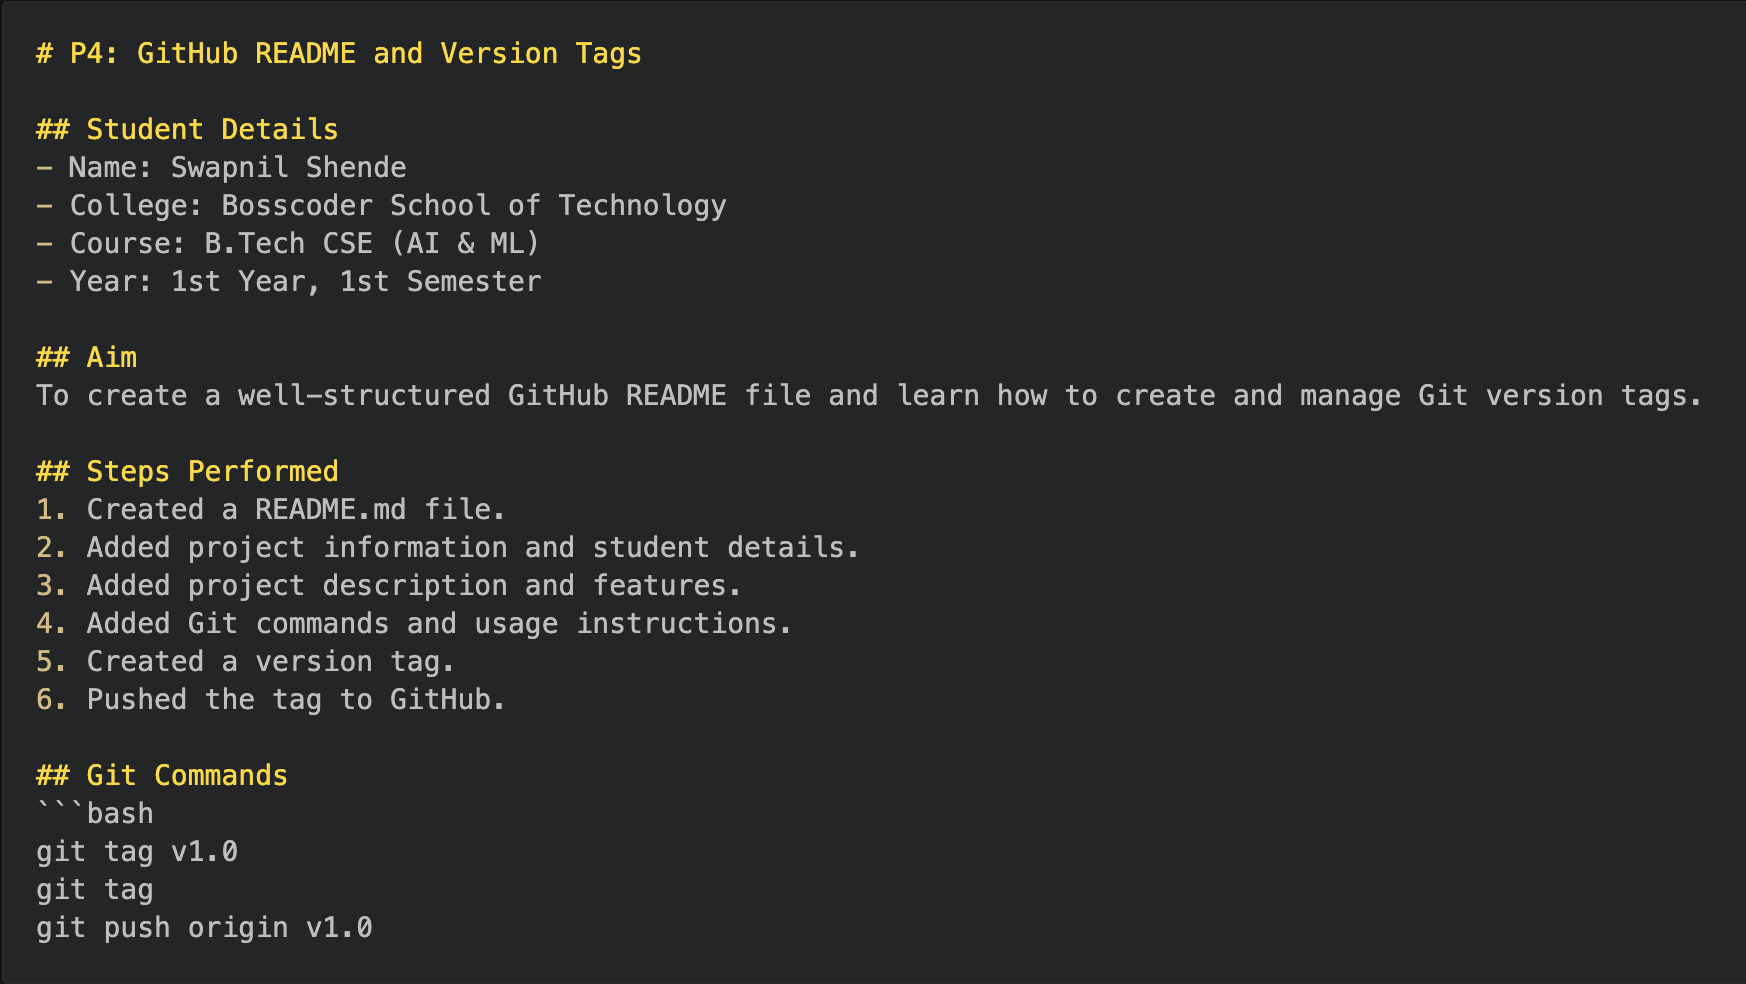 # P4: GitHub README and Version Tags
## Student Details
- Name: Swapnil Shende
- College: Bosscoder School of Technology
- Course: B.Tech CSE (AI & ML)
- Year: 1st Year, 1st Semester
## Aim
To create a well-structured GitHub README file and learn how to create and manage Git version tags.
## Steps Performed
1. Created a README.md file.
2. Added project information and student details.
3. Added project description and features.
4. Added Git commands and usage instructions.
5. Created a version tag.
6. Pushed the tag to GitHub.
## Git Commands
```bash
git tag v1.0
git tag
git push origin v1.0